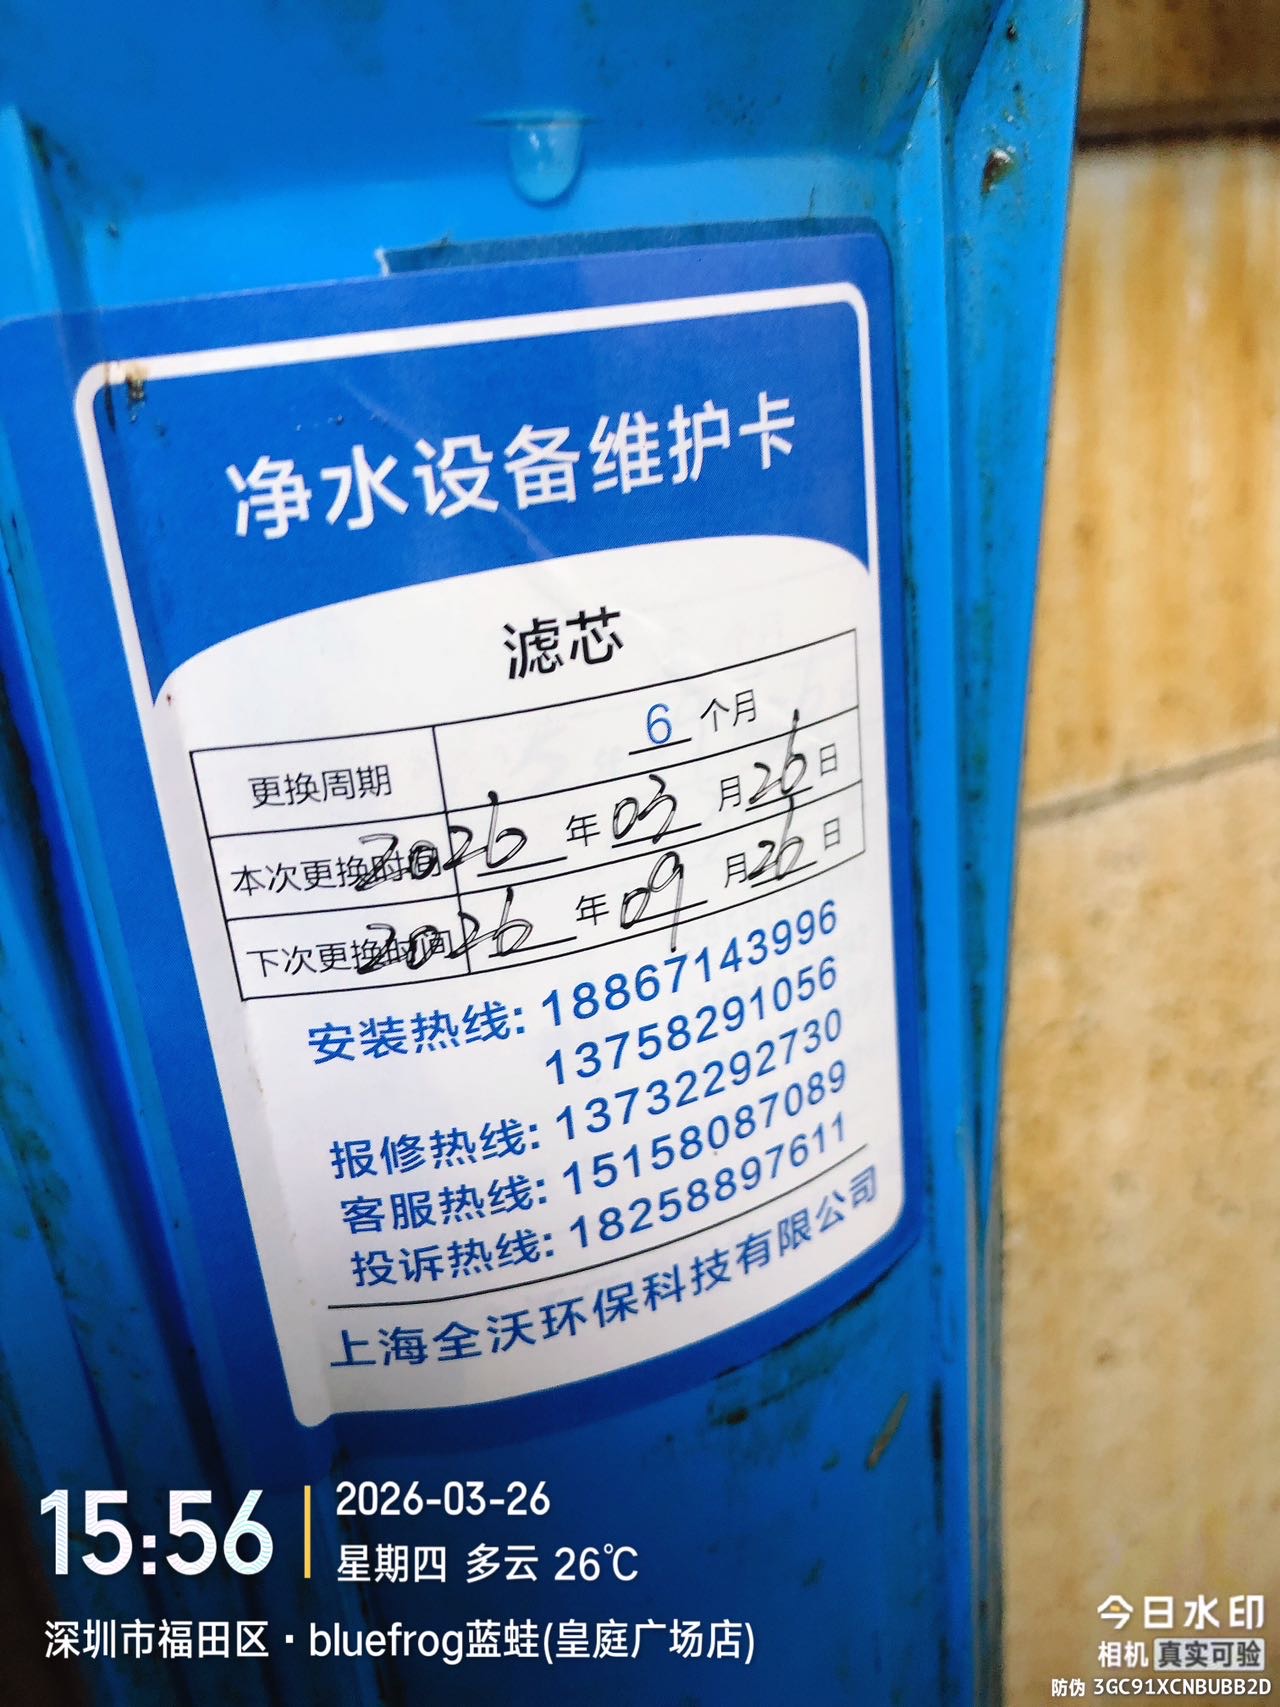 净水设备维护卡
滤芯
更换周期 6 个月
本次更换时间 2026 年 03 月 26 日
下次更换时间 2026 年 09 月 26 日
安装热线: 18867143996
13758291056
报修热线: 13732292730
客服热线: 15158087089
投诉热线: 18258897611
上海全沃环保科技有限公司
15:56
2026-03-26
星期四 多云 26℃
深圳市福田区·bluefrog蓝蛙(皇庭广场店)
今日水印
相机 真实可验
防伪 3GC91XCNBUBB2D